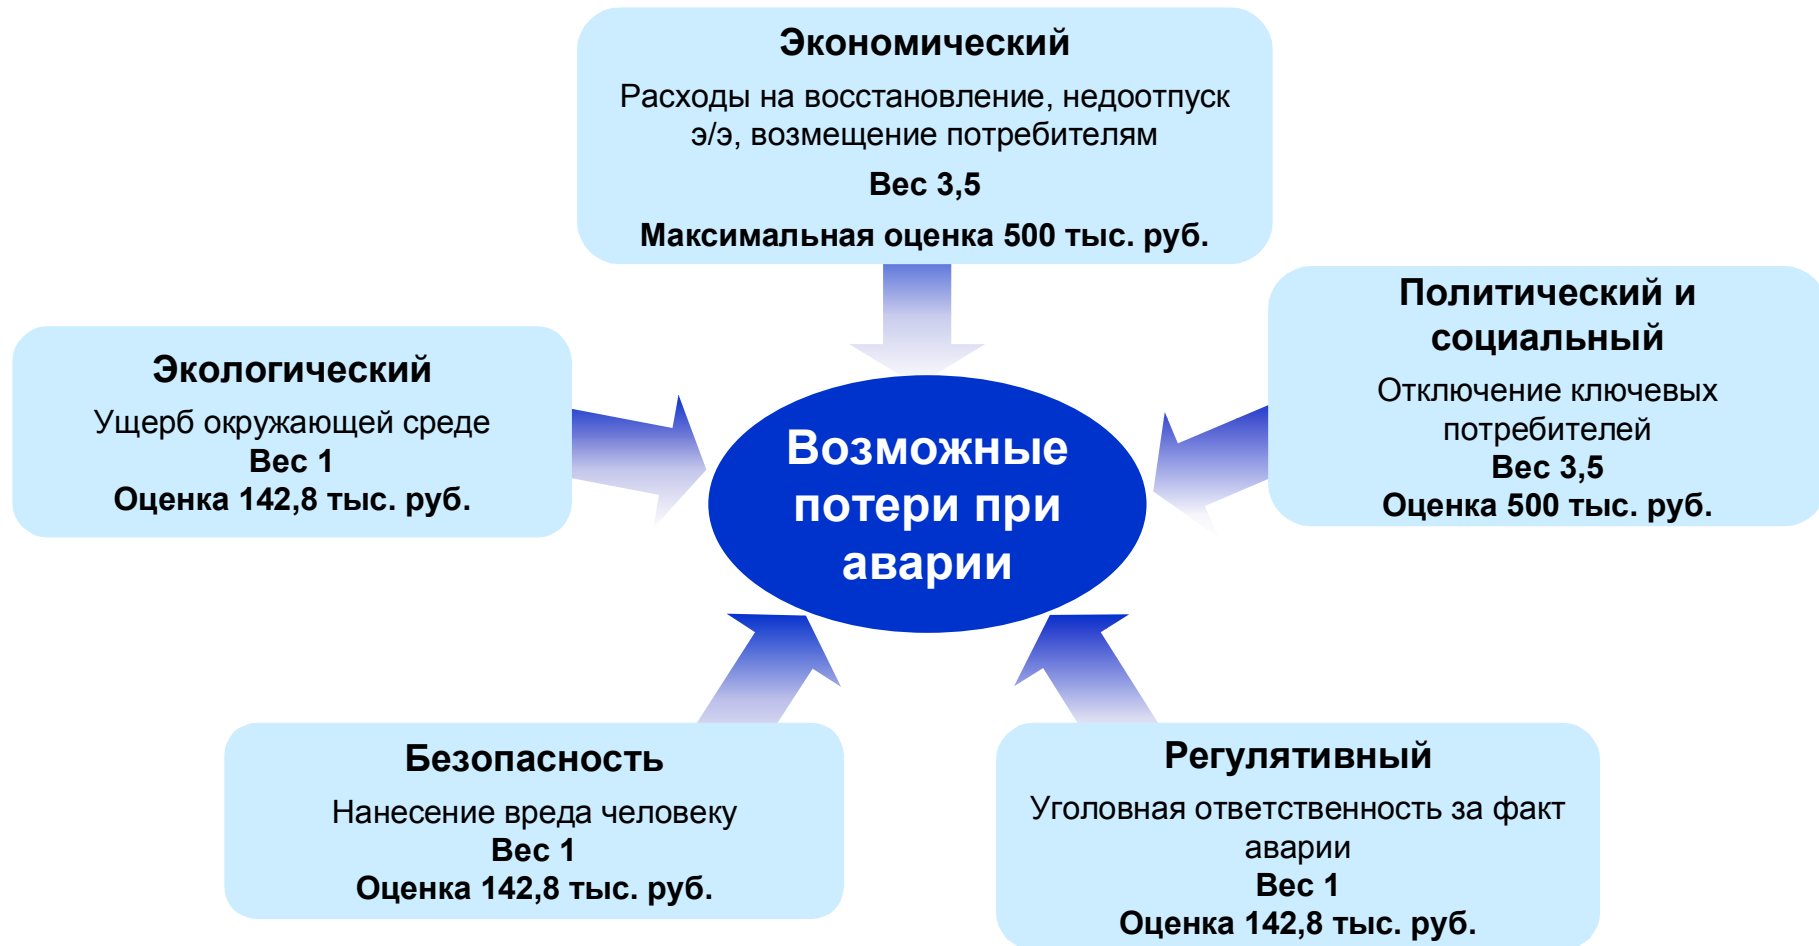 Экономический
Расходы на восстановление, недоотпуск
э/э, возмещение потребителям
Вес 3,5
Максимальная оценка 500 тыс. руб.
Политический и
социальный
Отключение ключевых
потребителей
Вес 3,5
Оценка 500 тыс. руб.
Экологический
Ущерб окружающей среде
Вес 1
Оценка 142,8 тыс. руб.
Возможные
потери при
аварии
Безопасность
Нанесение вреда человеку
Вес 1
Оценка 142,8 тыс. руб.
Регулятивный
Уголовная ответственность за факт
аварии
Вес 1
Оценка 142,8 тыс. руб.